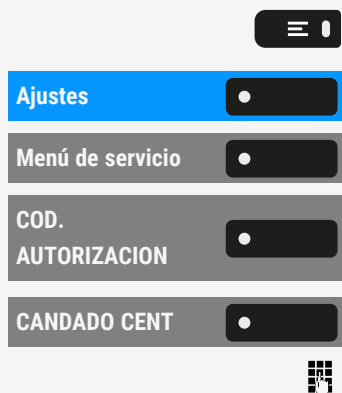 Ajustes
Menú de servicio
COD.
AUTORIZACION
CANDADO CENT